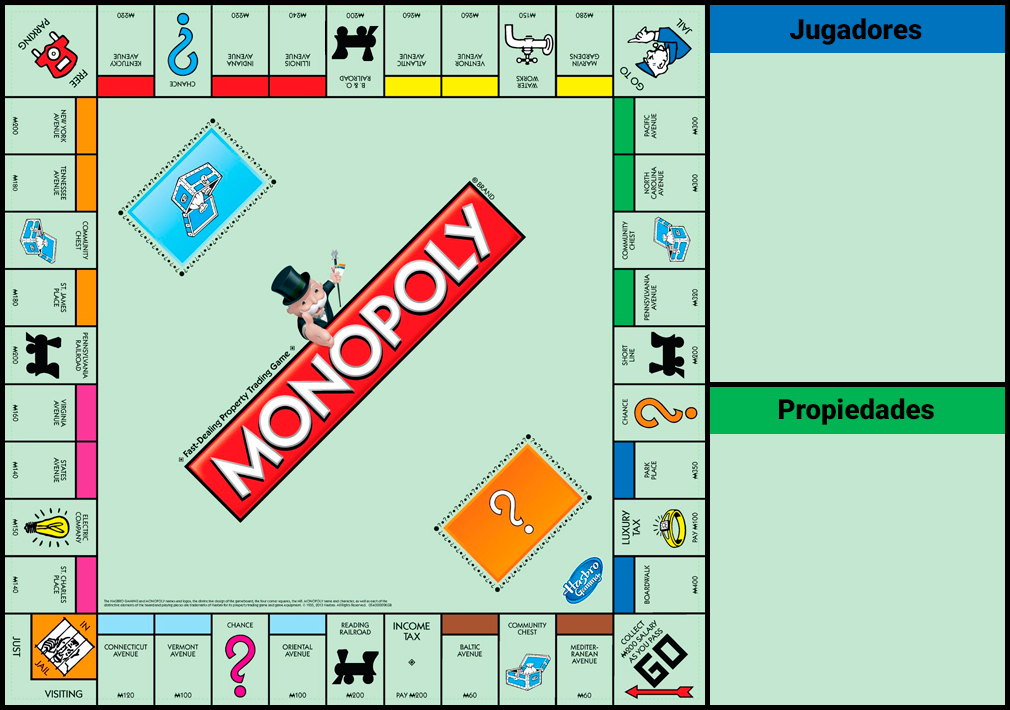 FREE
PARKING
KENTUCKY
AVENUE
₩220
CHANCE
INDIANA
AVENUE
₩220
ILLINOIS
AVENUE
₩240
B. & O.
RAILROAD
₩200
ATLANTIC
AVENUE
₩260
VENTNOR
AVENUE
₩260
WATER
WORKS
₩150
MARVIN
GARDENS
₩280
GO TO
JAIL
Jugadores
NEW YORK
AVENUE
₩200
TENNESSEE
AVENUE
₩180
COMMUNITY
CHEST
ST. JAMES
PLACE
₩180
PENNSYLVANIA
RAILROAD
₩200
VIRGINIA
AVENUE
₩160
STATES
AVENUE
₩140
ELECTRIC
COMPANY
₩150
ST. CHARLES
PLACE
₩140
® BRAND
MONOPOLY
Fast-Dealing Property Trading Game
?
Hasbro
Gaming
PACIFIC
AVENUE
₩300
NORTH
CAROLINA
AVENUE
₩300
COMMUNITY
CHEST
PENNSYLVANIA
AVENUE
₩320
SHORT
LINE
₩200
CHANCE
Propiedades
PARK
PLACE
₩350
LUXURY
TAX
PAY ₩100
BOARDWALK
₩400
JUST
VISITING
IN
JAIL
CONNECTICUT
AVENUE
₩120
VERMONT
AVENUE
₩100
CHANCE
?
ORIENTAL
AVENUE
₩100
READING
RAILROAD
₩200
INCOME
TAX
PAY ₩200
BALTIC
AVENUE
₩60
COMMUNITY
CHEST
MEDITER-
RANEAN
AVENUE
₩60
COLLECT
₩200 SALARY
AS YOU PASS
GO